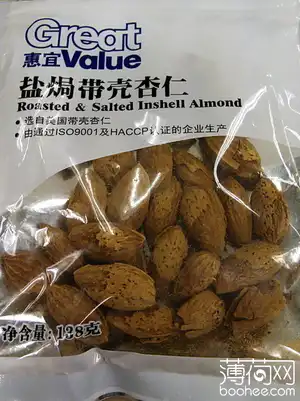 Great
惠宜Value
盐焗带壳杏仁
Roasted & Salted Inshell Almond
• 选自美国带壳杏仁
• 由通过ISO9001及HACCP认证的企业生产
净含量:138克
薄荷网
boohee.com